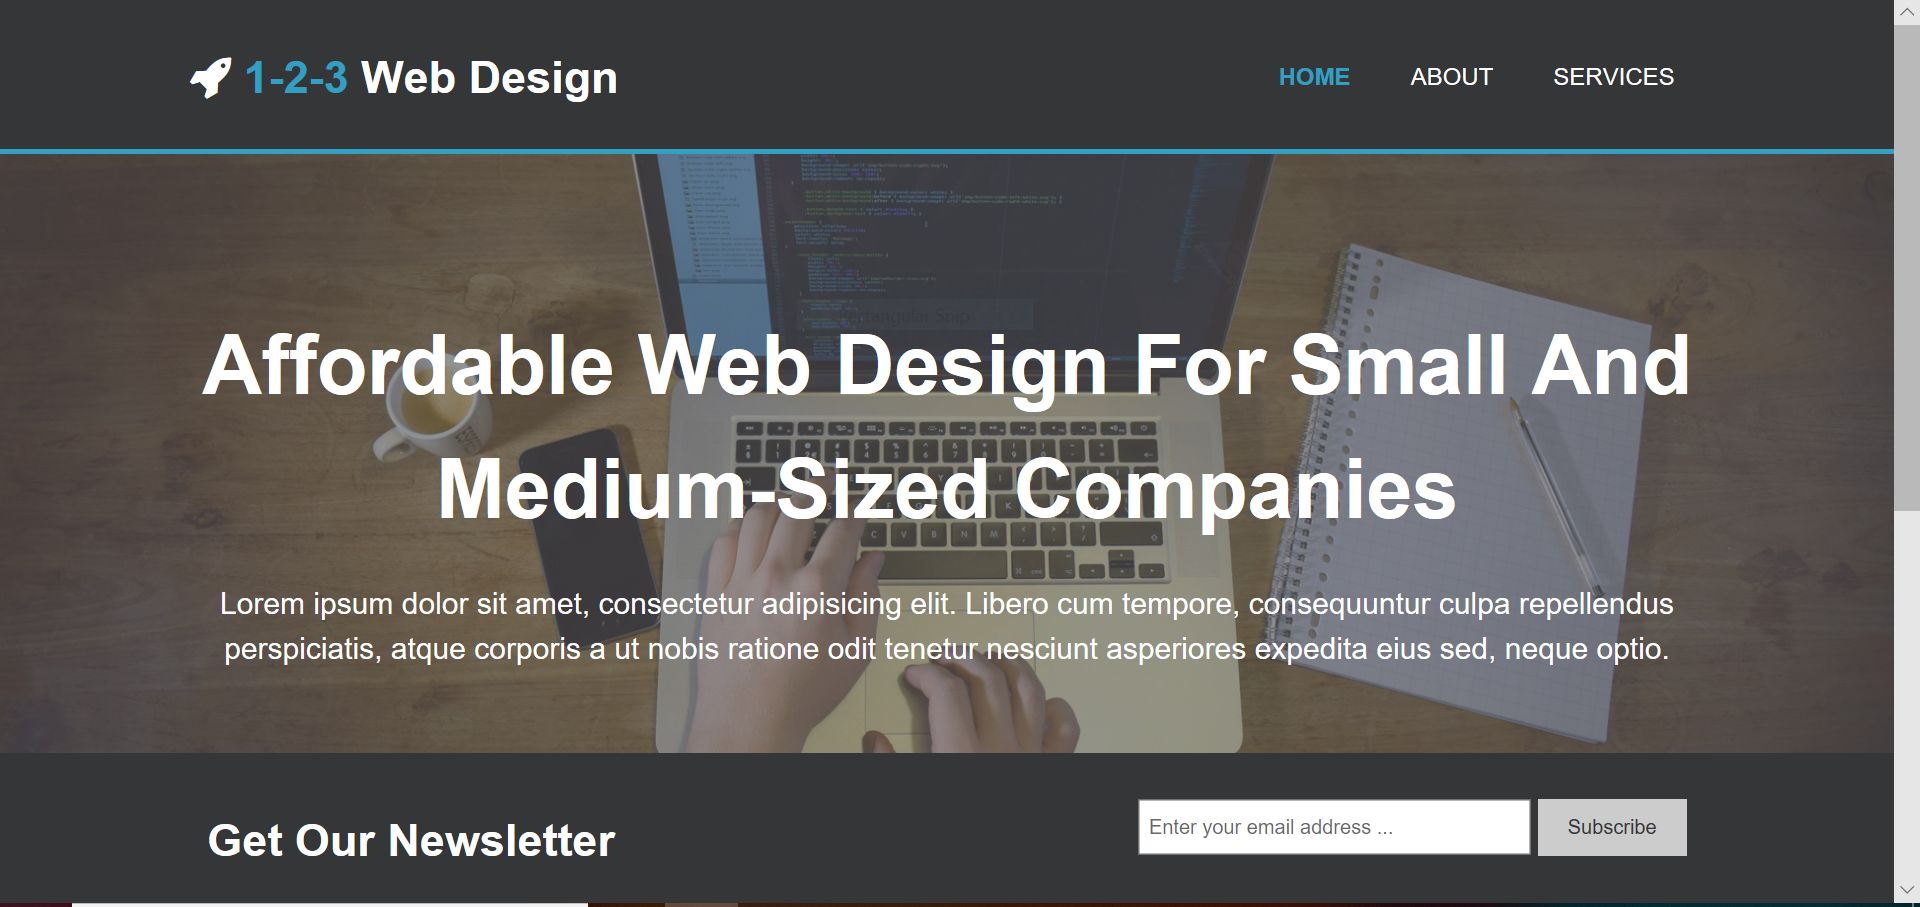 1-2-3 Web Design
HOME ABOUT SERVICES
Affordable Web Design For Small And
Medium-Sized Companies
Lorem ipsum dolor sit amet, consectetur adipisicing elit. Libero cum tempore, consequuntur culpa repellendus
perspiciatis, atque corporis a ut nobis ratione odit tenetur nesciunt asperiores expedita eius sed, neque optio.
Get Our Newsletter
Enter your email address ...
Subscribe